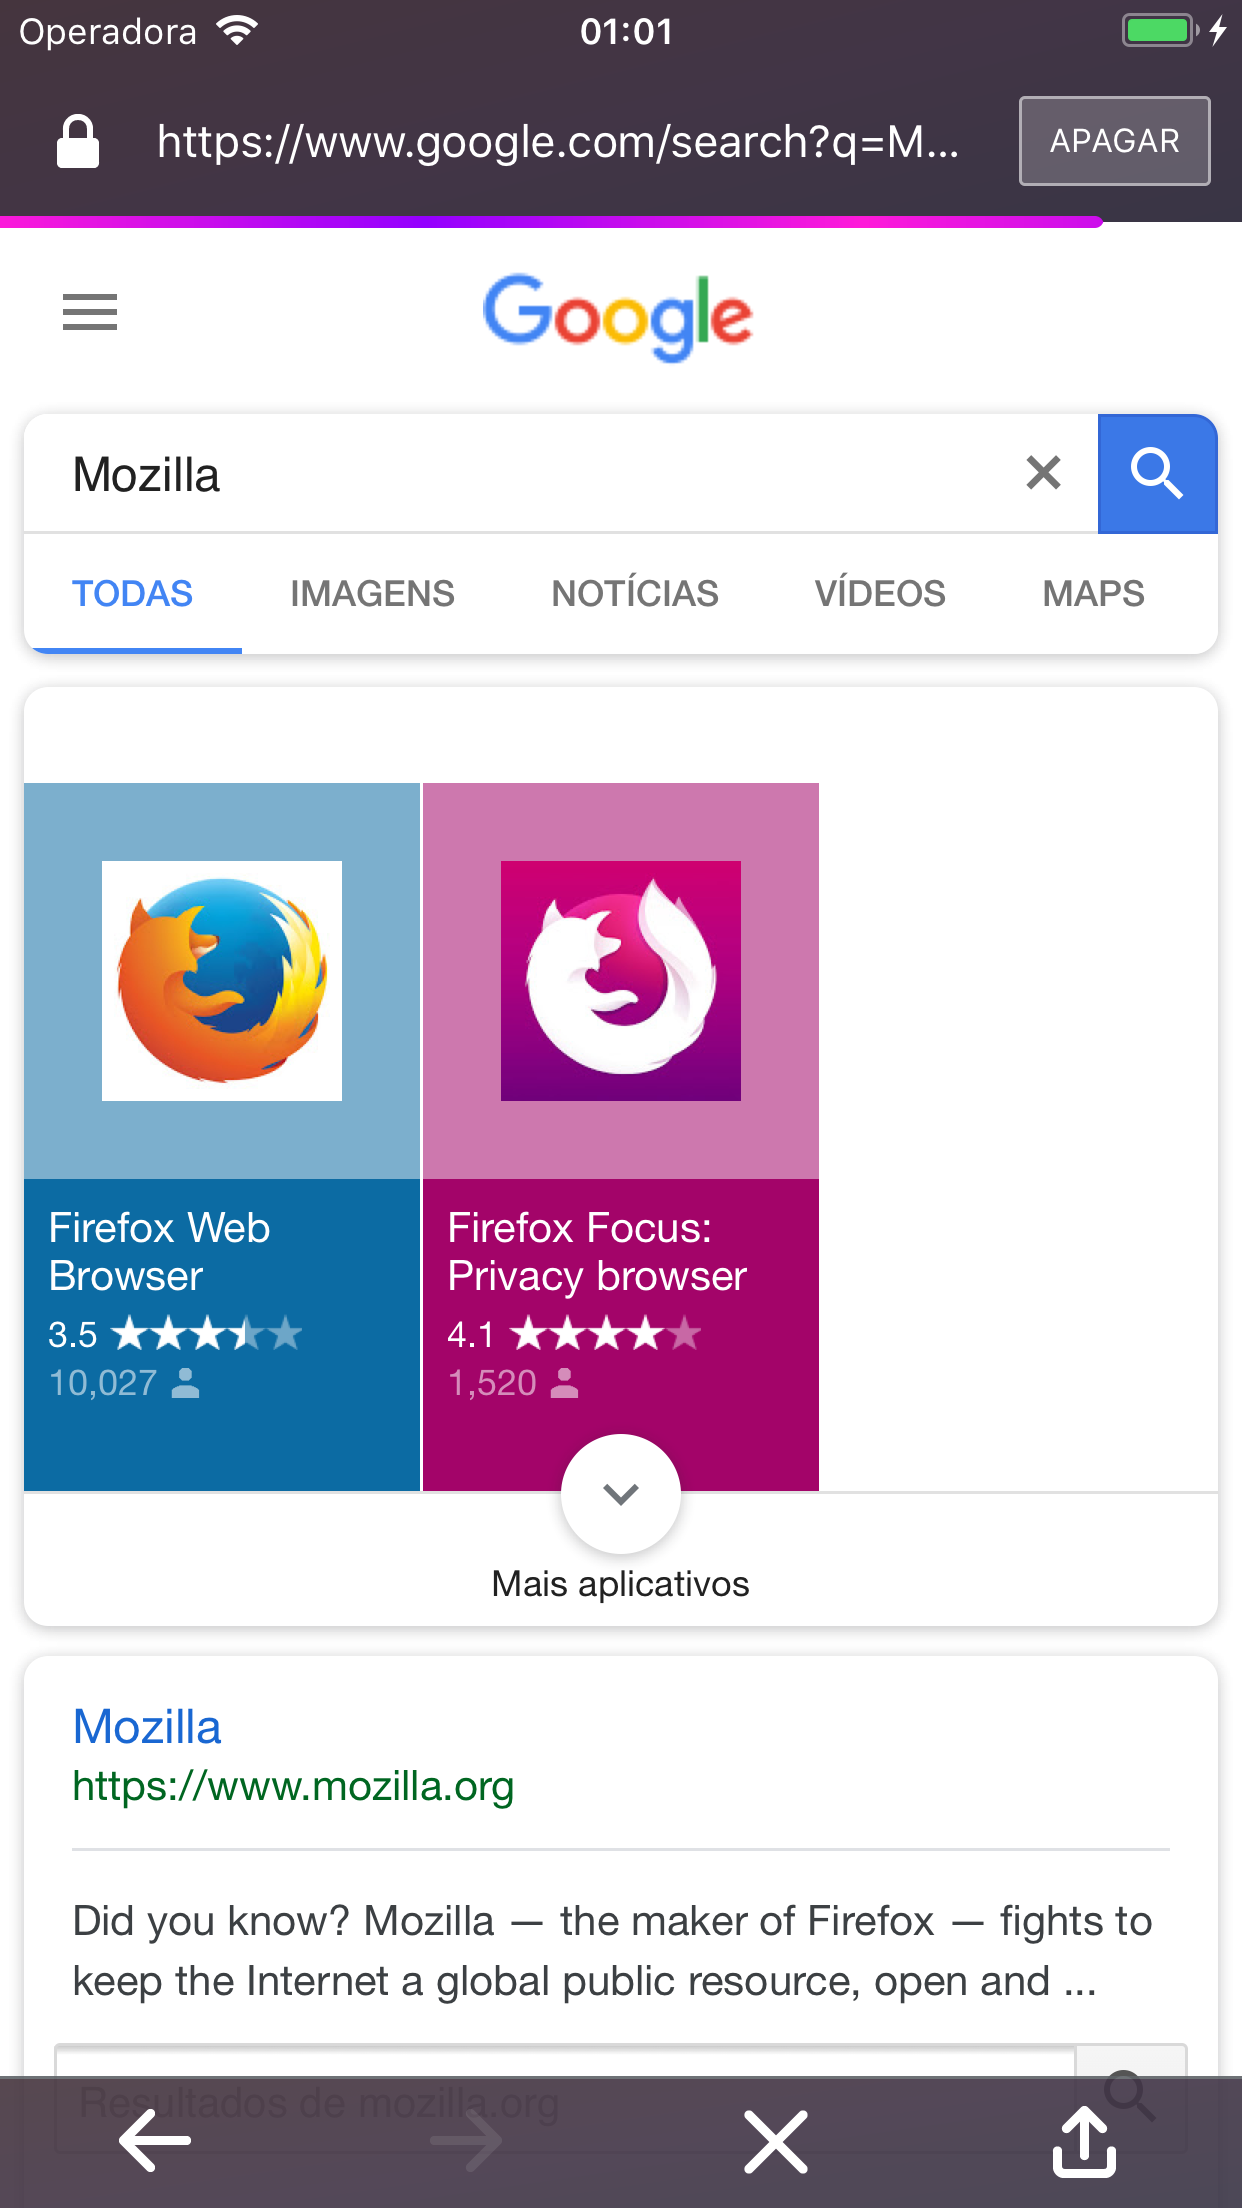 Operadora
01:01
https://www.google.com/search?q=M...
APAGAR
Google
Mozilla
TODAS IMAGENS NOTÍCIAS VÍDEOS MAPS
Firefox Web
Browser
3.5
10,027
Firefox Focus:
Privacy browser
4.1
1,520
Mais aplicativos
Mozilla
https://www.mozilla.org
Did you know? Mozilla — the maker of Firefox — fights to
keep the Internet a global public resource, open and ...
Resultados de mozilla.org